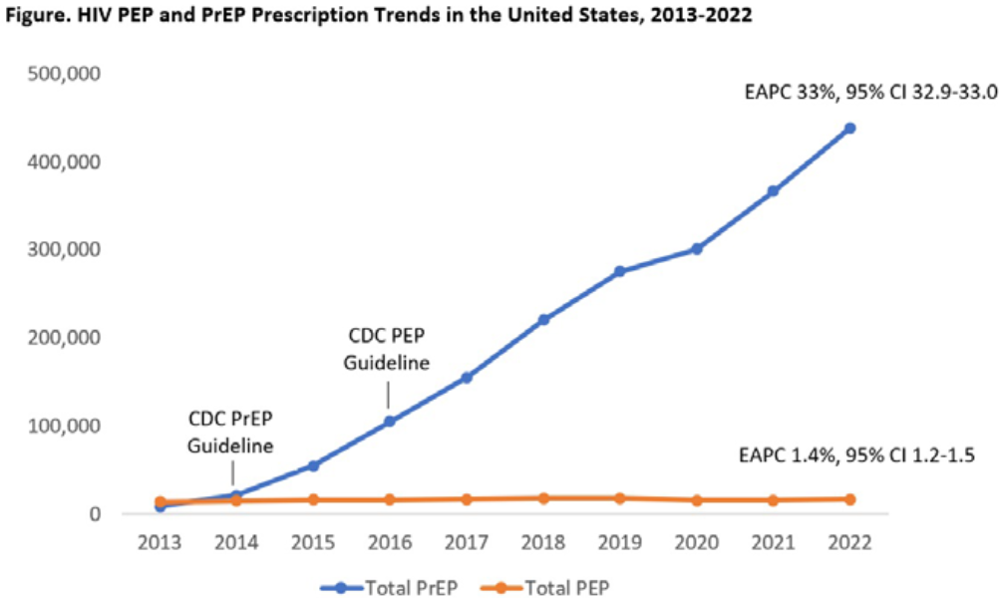 Figure. HIV PEP and PrEP Prescription Trends in the United States, 2013-2022
500,000
EAPC 33%, 95% CI 32.9-33.0
400,000
300,000
200,000
CDC PEP
Guideline
100,000
CDC PrEP
Guideline
EAPC 1.4%, 95% CI 1.2-1.5
0
2013 2014 2015 2016 2017 2018 2019 2020 2021 2022
Total PrEP Total PEP